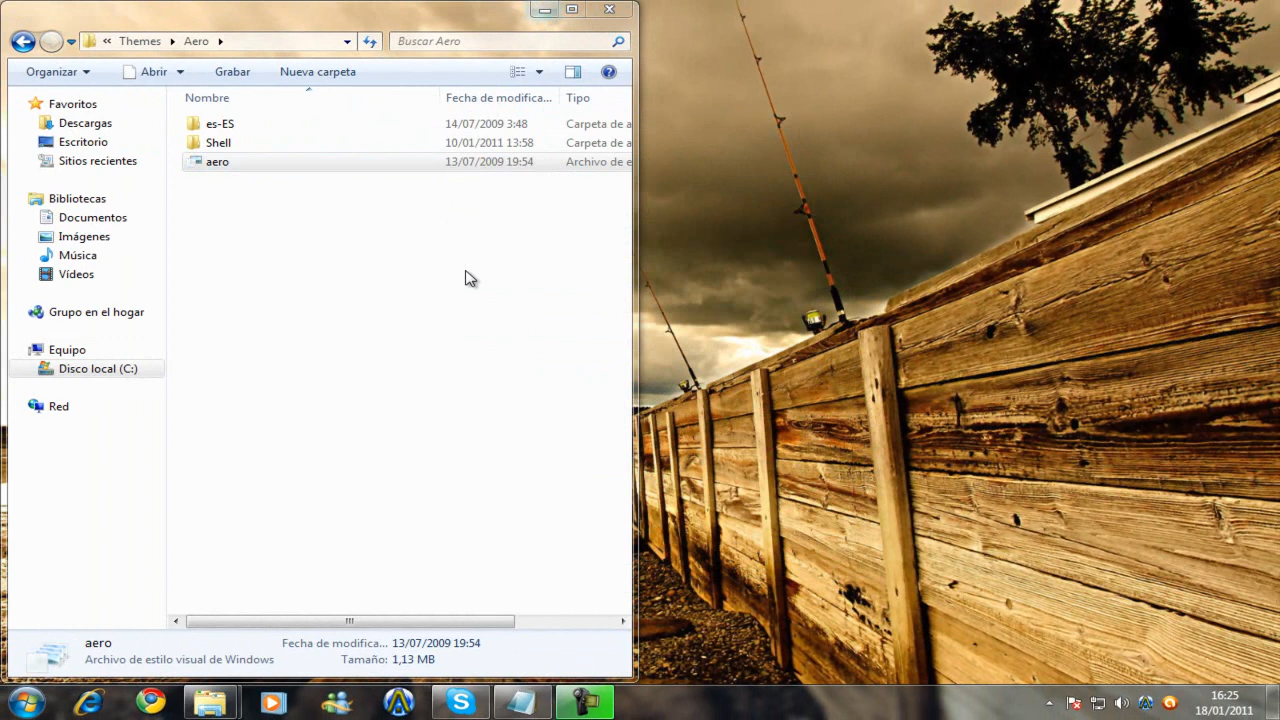 « Themes ▸ Aero ▸
Buscar Aero
Organizar Abrir Grabar Nueva carpeta
Nombre Fecha de modifica... Tipo
Favoritos
Descargas
Escritorio
Sitios recientes
Bibliotecas
Documentos
Imágenes
Música
Vídeos
Grupo en el hogar
Equipo
Disco local (C:)
Red
es-ES 14/07/2009 3:48 Carpeta de a
Shell 10/01/2011 13:58 Carpeta de a
aero 13/07/2009 19:54 Archivo de e
aero Fecha de modifica... 13/07/2009 19:54
Archivo de estilo visual de Windows Tamaño: 1,13 MB
16:25
18/01/2011